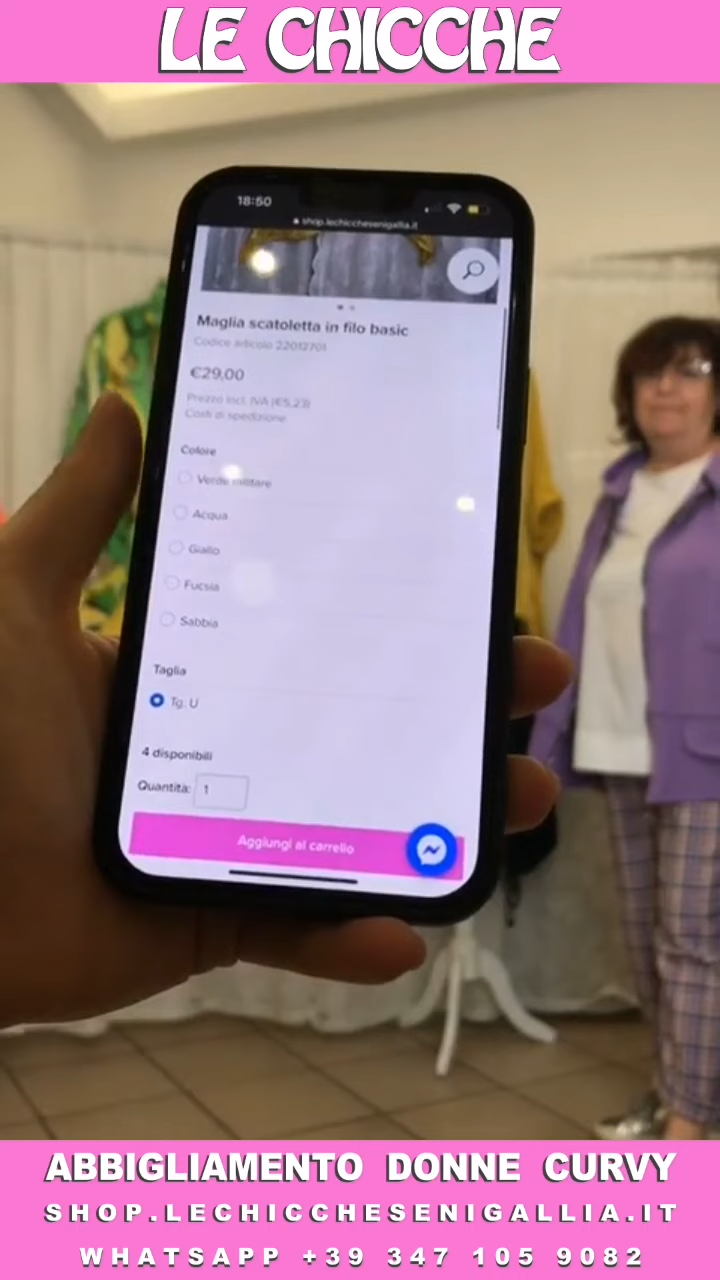 LE CHICCHE
18:50
shop.lechicchesenigallia.it
Maglia scatoletta in filo basic
Codice articolo 22012701
€29,00
Prezzo incl. IVA (€5,23)
Costi di spedizione
Colore
Verde militare
Acqua
Giallo
Fucsia
Sabbia
Taglia
Tg. U
4 disponibili
Quantità: 1
Aggiungi al carrello
ABBIGLIAMENTO DONNE CURVY
SHOP.LECHICCHESENIGALLIA.IT
WHATSAPP +39 347 105 9082